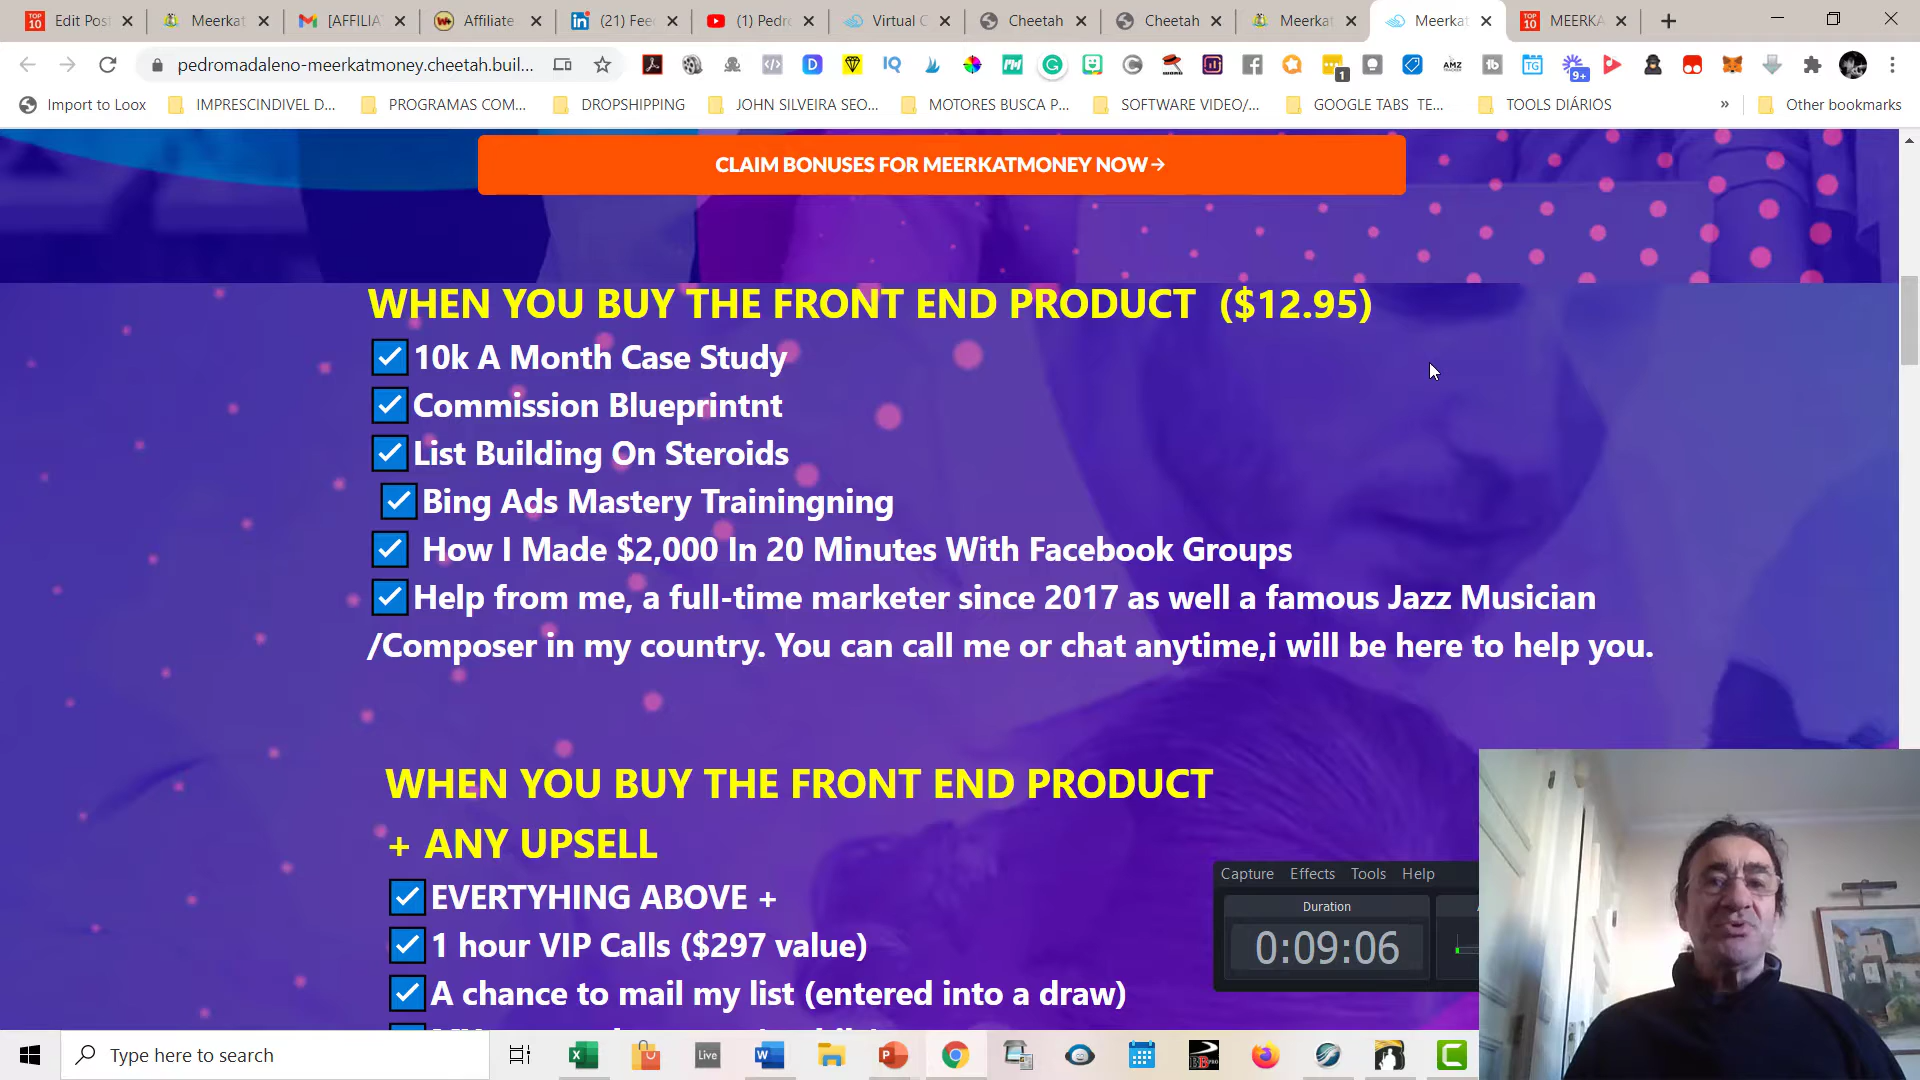 Edit Post
Meerkat
[AFFILIA
Affiliate
(21) Fee
(1) Pedr
Virtual C
Cheetah
Cheetah
Meerkat
Meerkat
MEERKA
pedromadaleno-meerkatmoney.cheetah.buil...
Import to Loox
IMPRESCINDIVEL D...
PROGRAMAS COM...
DROPSHIPPING
JOHN SILVEIRA SEO...
MOTORES BUSCA P...
SOFTWARE VIDEO/...
GOOGLE TABS TE...
TOOLS DIÁRIOS
»
Other bookmarks
CLAIM BONUSES FOR MEERKATMONEY NOW→
WHEN YOU BUY THE FRONT END PRODUCT ($12.95)
10k A Month Case Study
Commission Blueprintnt
List Building On Steroids
Bing Ads Mastery Trainingning
How I Made $2,000 In 20 Minutes With Facebook Groups
Help from me, a full-time marketer since 2017 as well a famous Jazz Musician
/Composer in my country. You can call me or chat anytime,i will be here to help you.
WHEN YOU BUY THE FRONT END PRODUCT
+ ANY UPSELL
EVERTYHING ABOVE +
1 hour VIP Calls ($297 value)
A chance to mail my list (entered into a draw)
Capture Effects Tools Help
Duration
0:09:06
Type here to search
Live